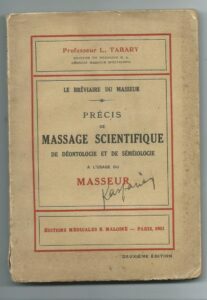 Professeur L. TABARY
LE BRÉVIAIRE DU MASSEUR
PRÉCIS
DE
MASSAGE SCIENTIFIQUE
DE DÉONTOLOGIE ET DE SÉMÉIOLOGIE
A L'USAGE DU
MASSEUR
ÉDITIONS MÉDICALES N. MALOINE — PARIS, 1931
DEUXIÈME ÉDITION